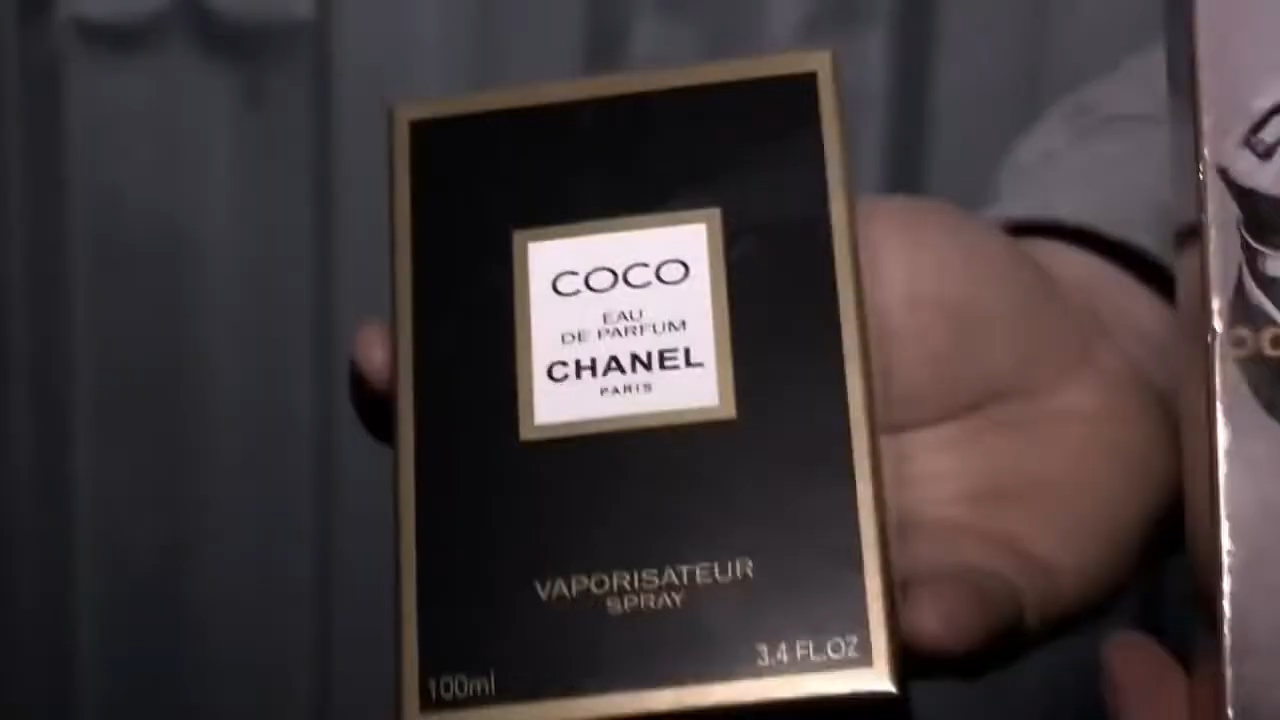 COCO
EAU
DE PARFUM
CHANEL
PARIS
VAPORISATEUR
SPRAY
3.4 FL.OZ
100ml